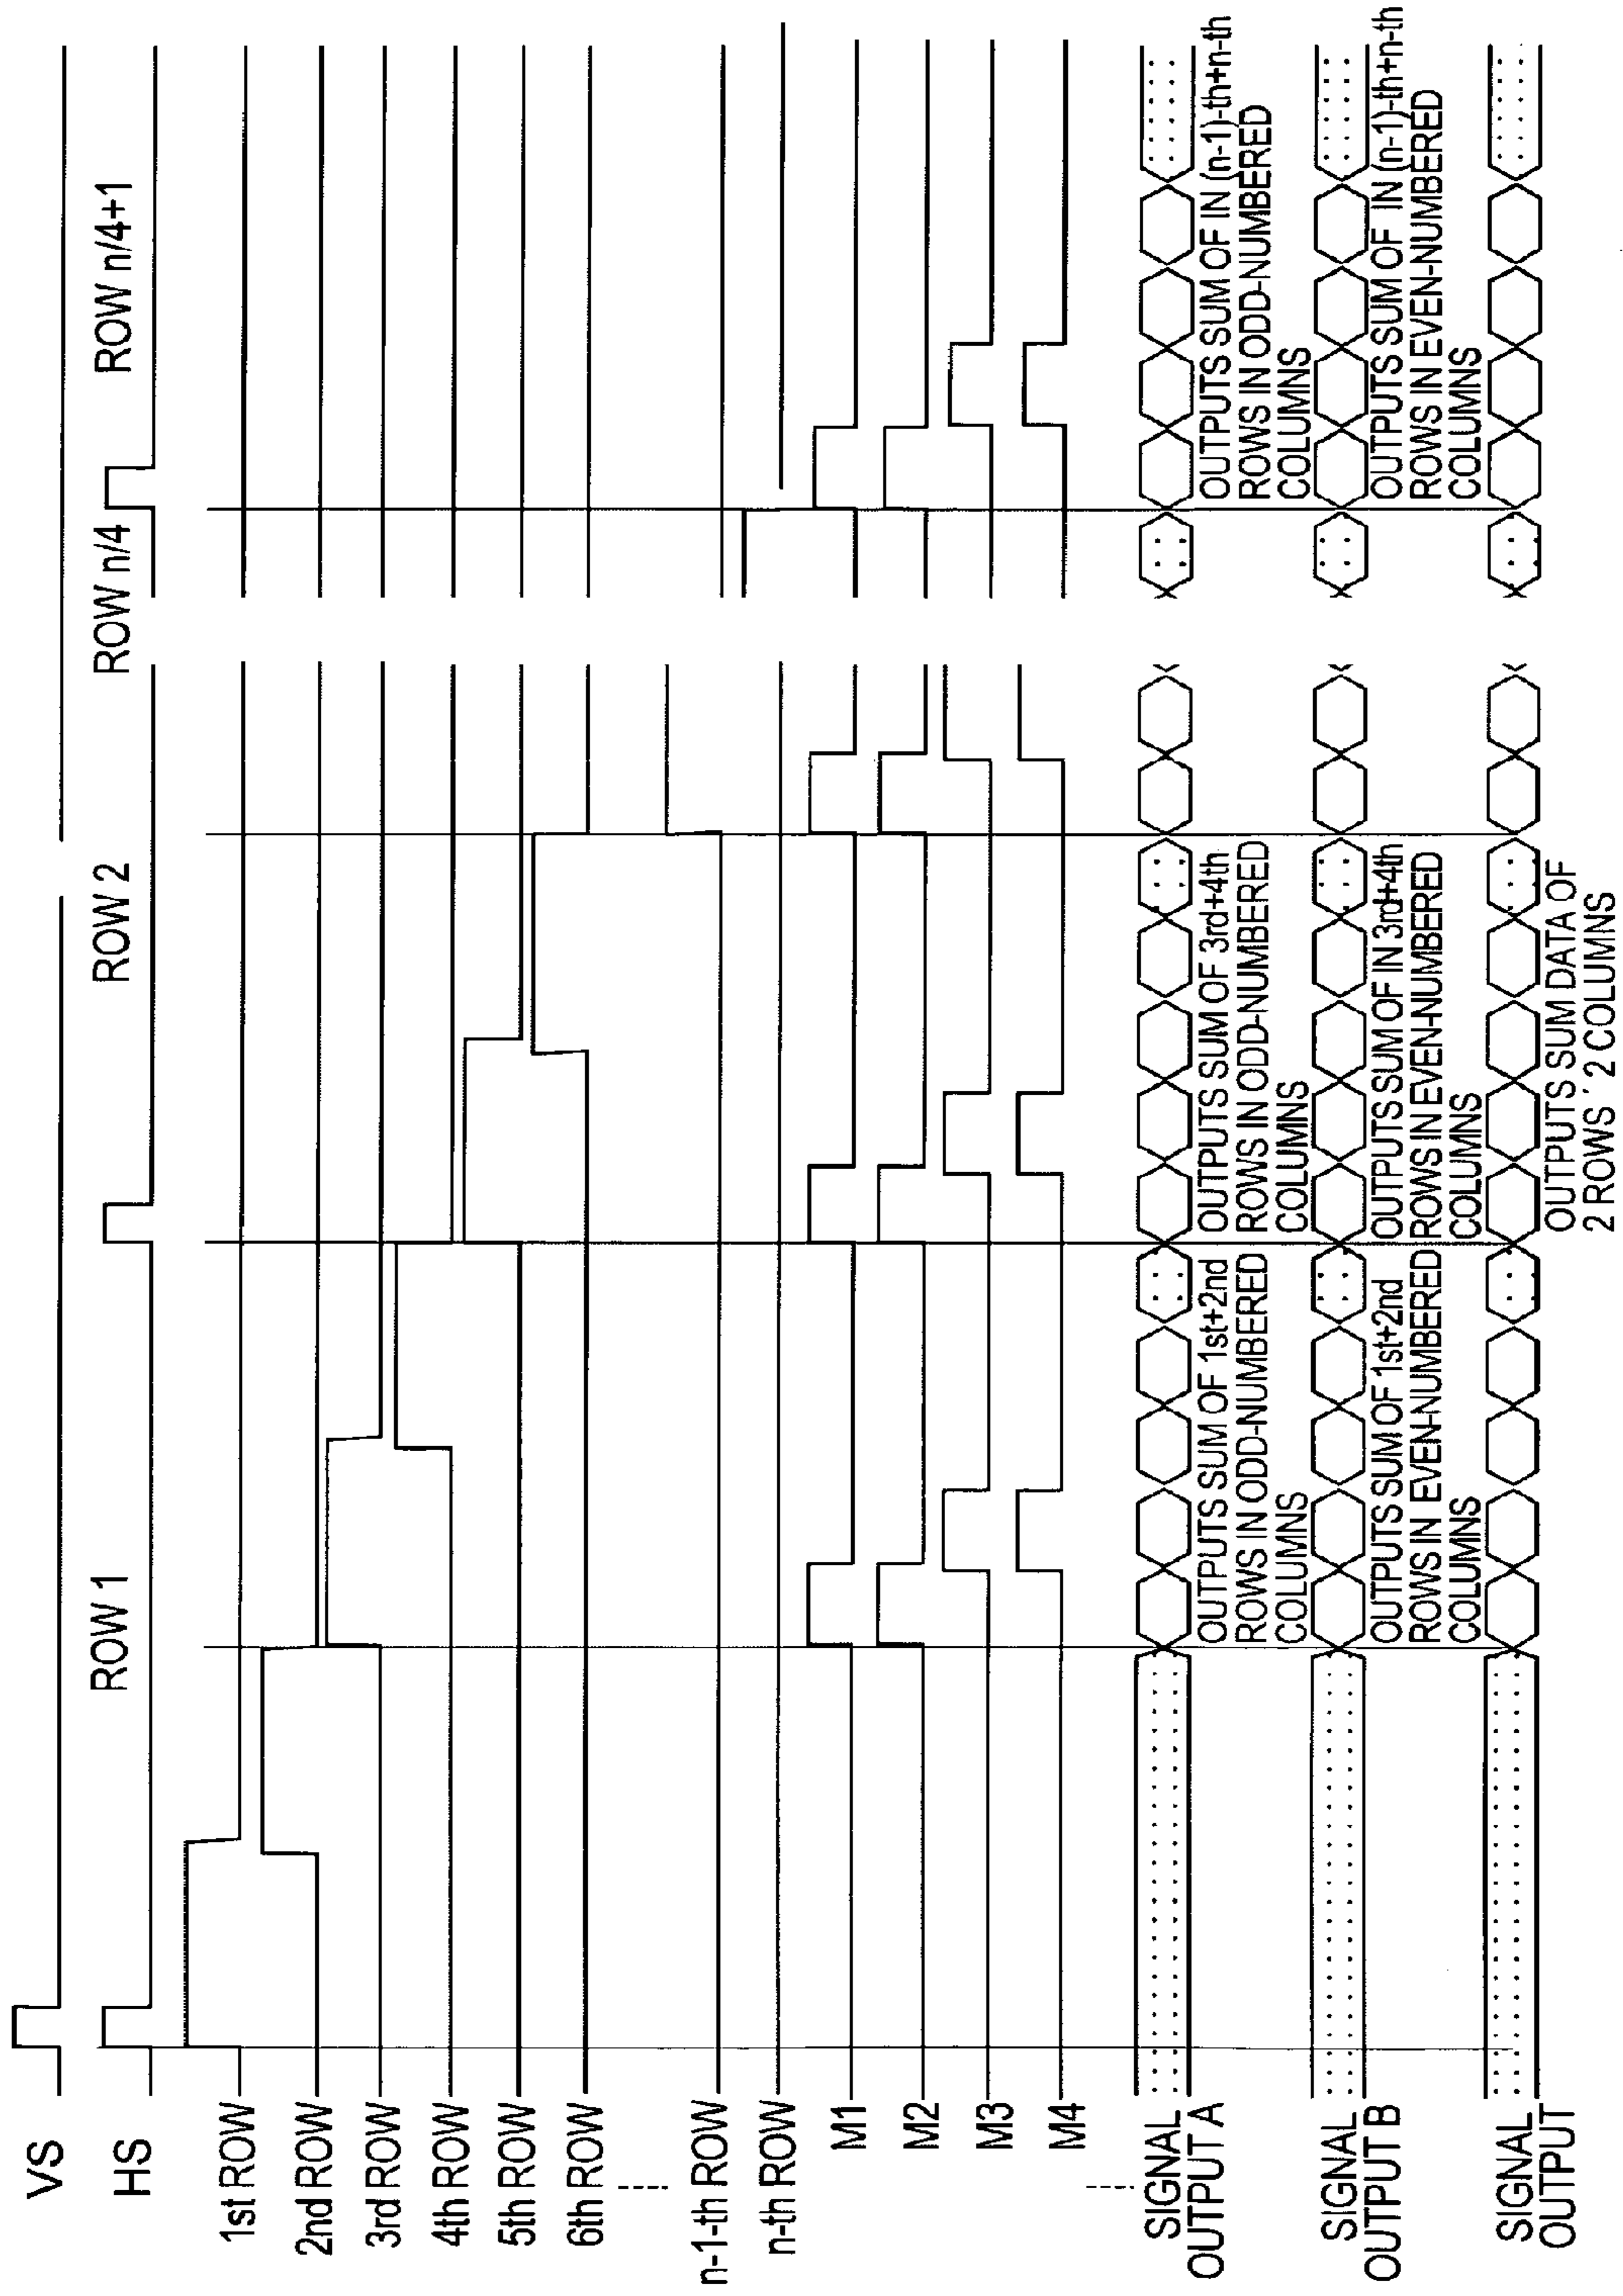 VS
HS
ROW 1
ROW 2
ROW n/4
ROW n/4+1
1st ROW
2nd ROW
3rd ROW
4th ROW
5th ROW
6th ROW
n-1-th ROW
n-th ROW
M1
M2
M3
M4
SIGNAL
OUTPUT A
OUTPUTS SUM OF 1st+2nd
ROWS IN ODD-NUMBERED
COLUMNS
OUTPUTS SUM OF 3rd+4th
ROWS IN ODD-NUMBERED
COLUMNS
OUTPUTS SUM OF IN (n-1)-th+n-th
ROWS IN ODD-NUMBERED
COLUMNS
SIGNAL
OUTPUT B
OUTPUTS SUM OF 1st+2nd
ROWS IN EVEN-NUMBERED
COLUMNS
OUTPUTS SUM OF IN 3rd+4th
ROWS IN EVEN-NUMBERED
COLUMNS
OUTPUTS SUM OF IN (n-1)-th+n-th
ROWS IN EVEN-NUMBERED
COLUMNS
SIGNAL
OUTPUT
OUTPUTS SUM DATA OF
2 ROWS ´ 2 COLUMNS